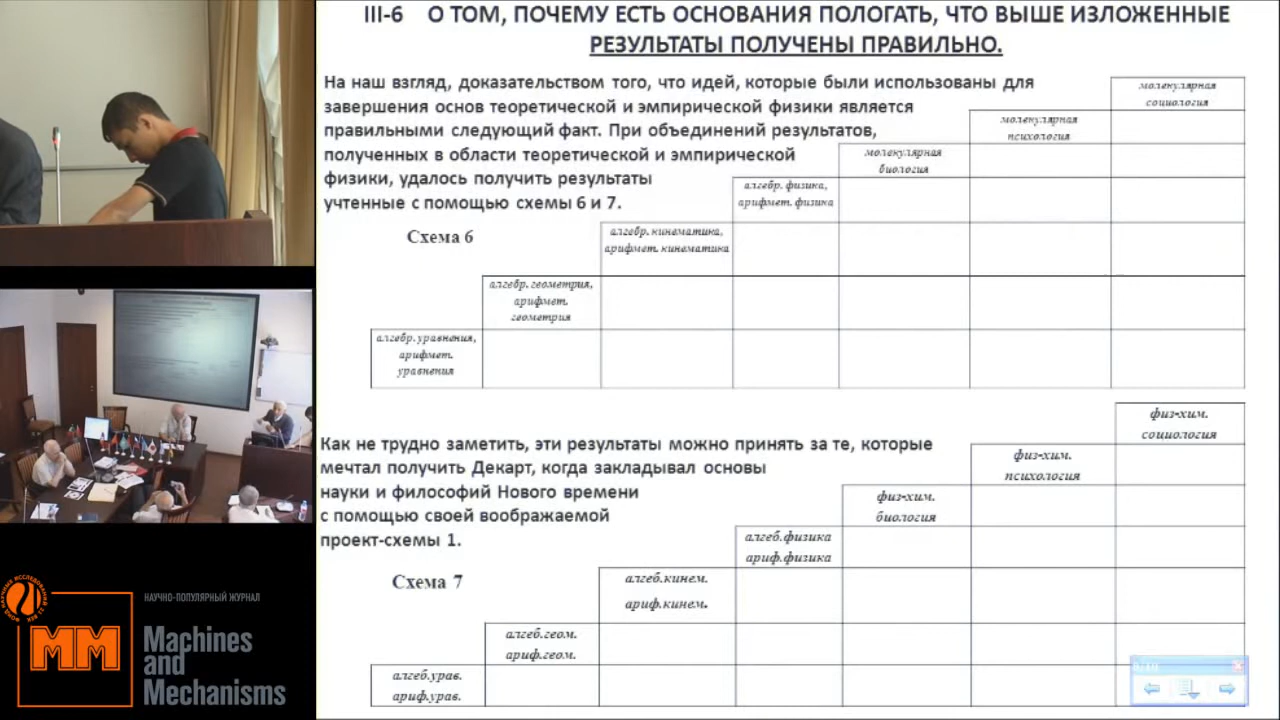 III-6 О ТОМ, ПОЧЕМУ ЕСТЬ ОСНОВАНИЯ ПОЛОГАТЬ, ЧТО ВЫШЕ ИЗЛОЖЕННЫЕ
РЕЗУЛЬТАТЫ ПОЛУЧЕНЫ ПРАВИЛЬНО.
На наш взгляд, доказательством того, что идей, которые были использованы для
завершения основ теоретической и эмпирической физики является
правильными следующий факт. При объединений результатов,
полученных в области теоретической и эмпирической
физики, удалось получить результаты
учтенные с помощью схемы 6 и 7.
Схема 6
молекулярная
социология
молекулярная
психология
молекулярная
биология
алгебр. физика,
арифмет. физика
алгебр. кинематика,
арифмет. кинематика
алгебр. геометрия,
арифмет.
геометрия
алгебр. уравнения,
арифмет.
уравнения
Как не трудно заметить, эти результаты можно принять за те, которые
мечтал получить Декарт, когда закладывал основы
науки и философий Нового времени
с помощью своей воображаемой
проект-схемы 1.
Схема 7
физ-хим.
социология
физ-хим.
психология
физ-хим.
биология
алгеб.физика
ариф.физика
алгеб.кинем.
ариф.кинем.
алгеб.геом.
ариф.геом.
алгеб.урав.
ариф.урав.
НАУЧНО-ПОПУЛЯРНЫЙ ЖУРНАЛ
ММ
Machines
and
Mechanisms